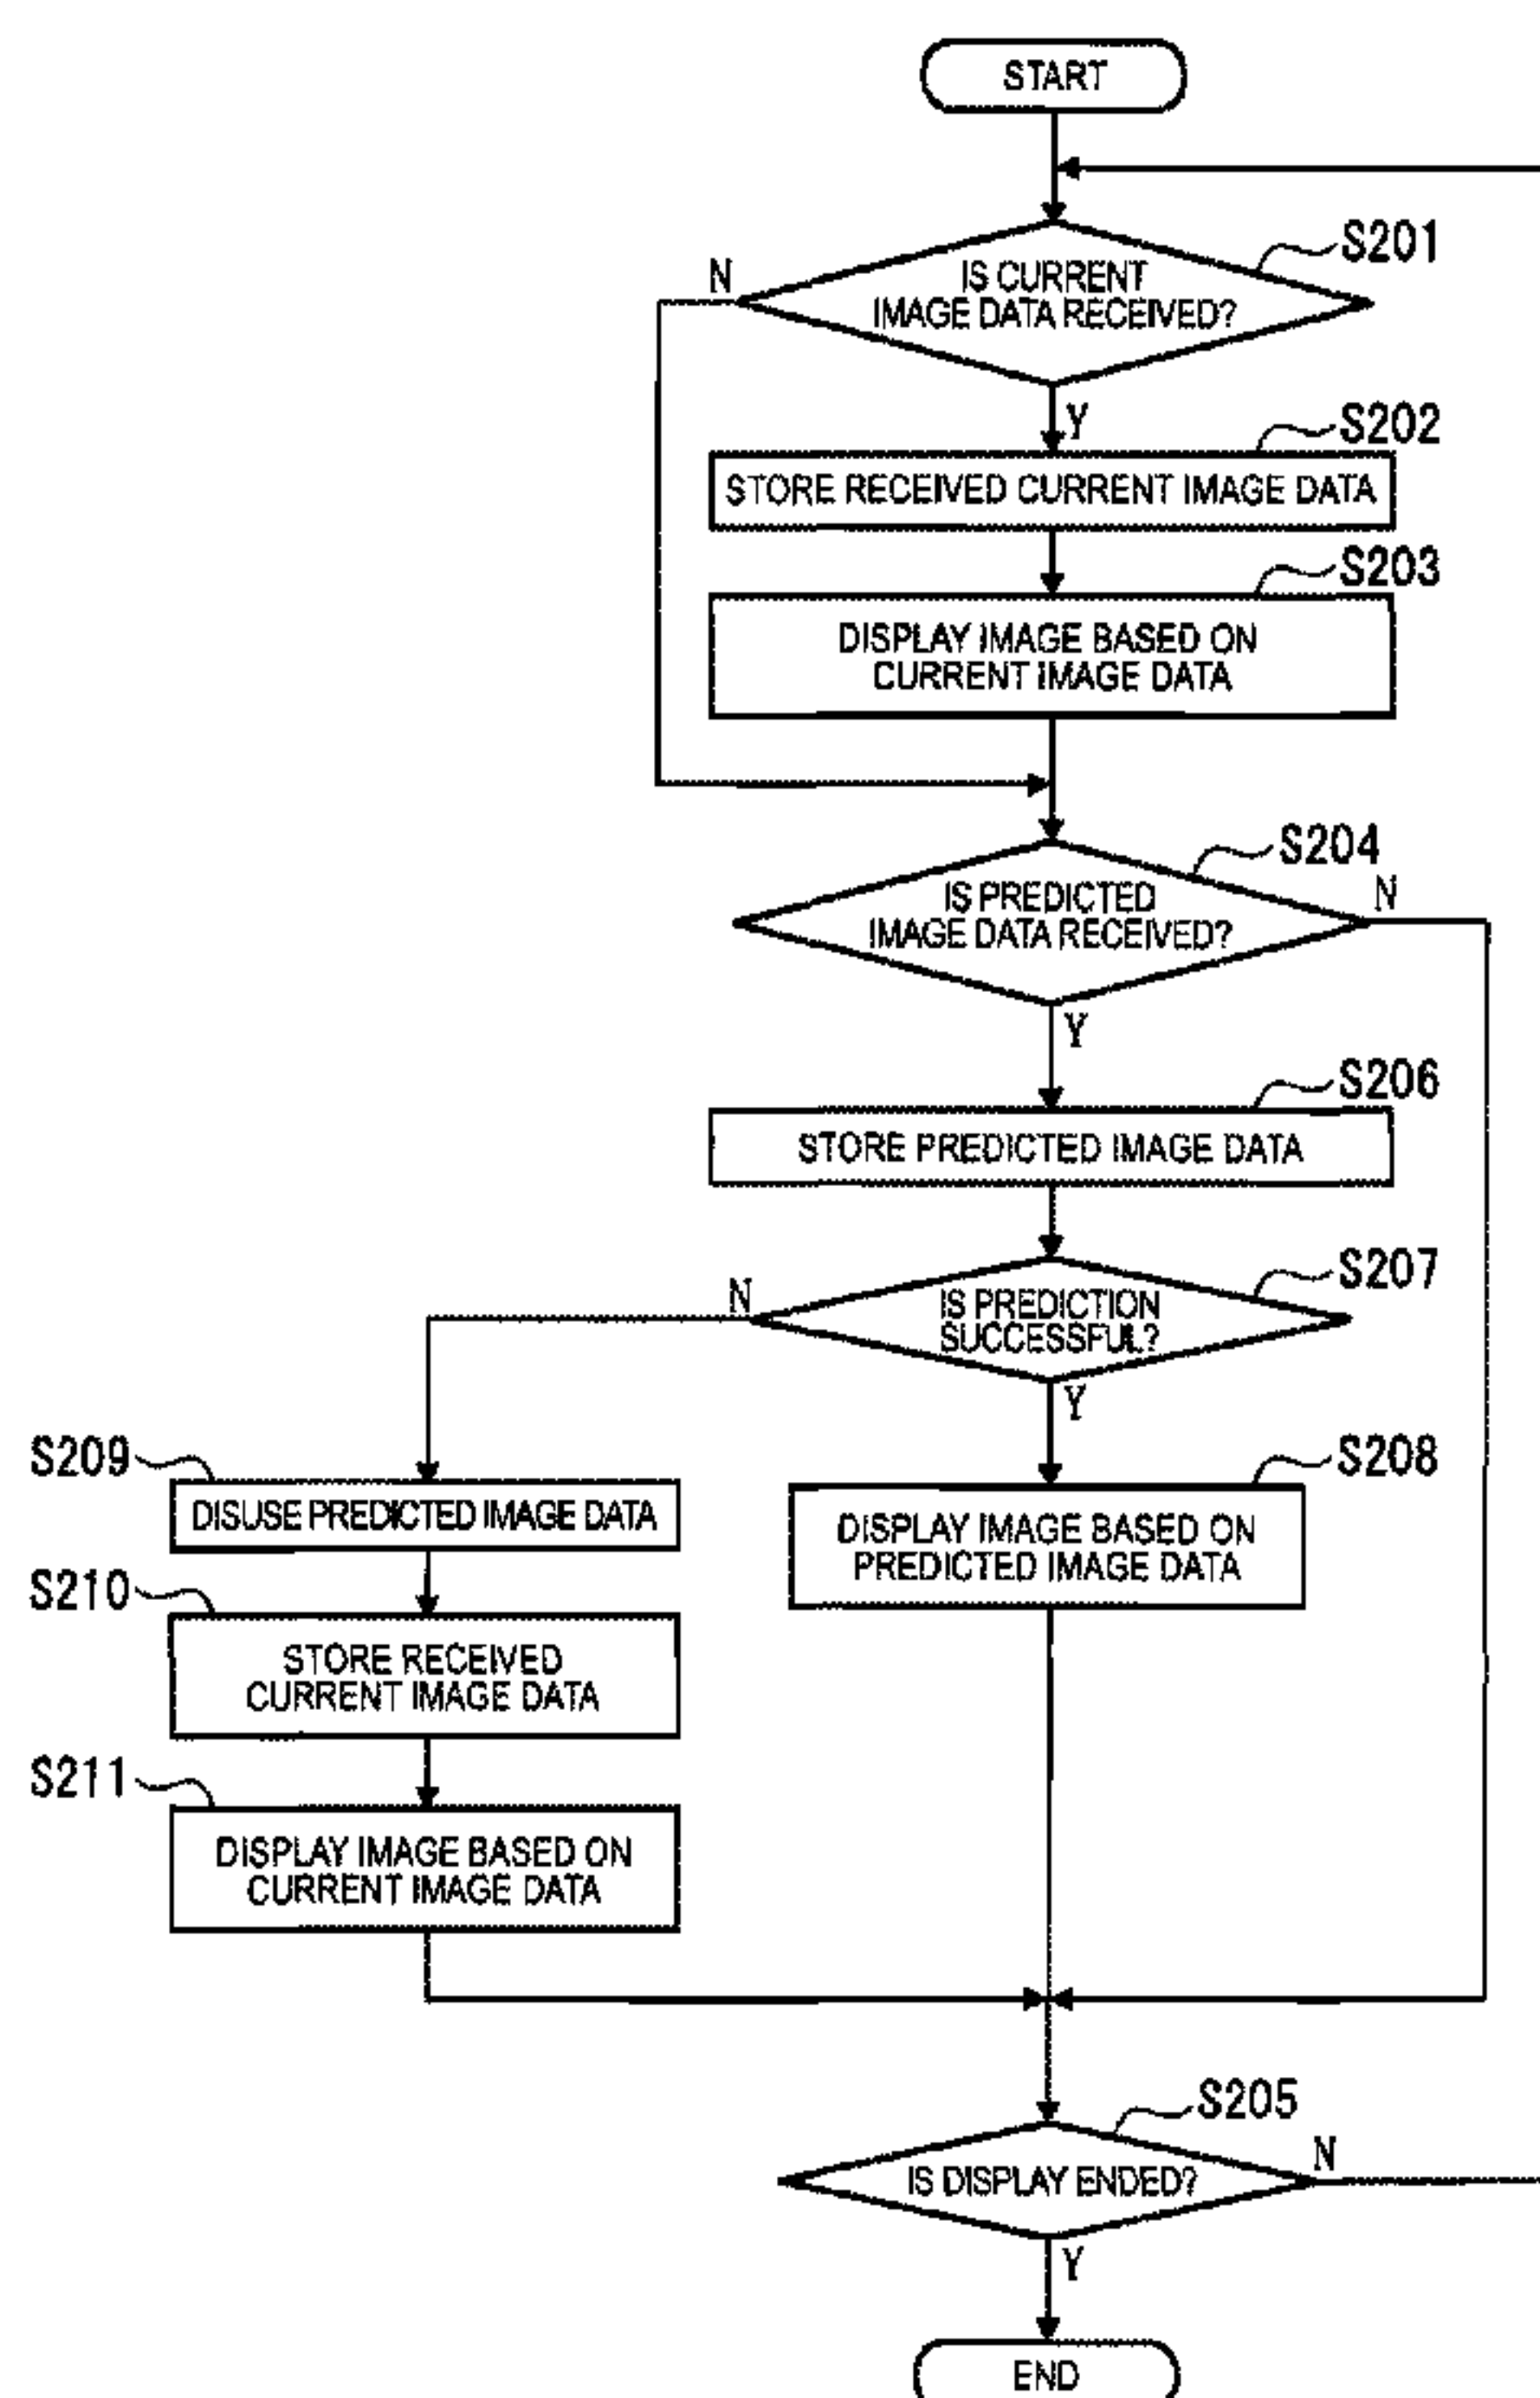 START
S201
N
IS CURRENT
IMAGE DATA RECEIVED?
Y
S202
STORE RECEIVED CURRENT IMAGE DATA
S203
DISPLAY IMAGE BASED ON
CURRENT IMAGE DATA
S204
N
IS PREDICTED
IMAGE DATA RECEIVED?
Y
S206
STORE PREDICTED IMAGE DATA
S207
N
IS PREDICTION
SUCCESSFUL?
Y
S209
DISUSE PREDICTED IMAGE DATA
S208
DISPLAY IMAGE BASED ON
PREDICTED IMAGE DATA
S210
STORE RECEIVED
CURRENT IMAGE DATA
S211
DISPLAY IMAGE BASED ON
CURRENT IMAGE DATA
S205
N
IS DISPLAY ENDED?
Y
END